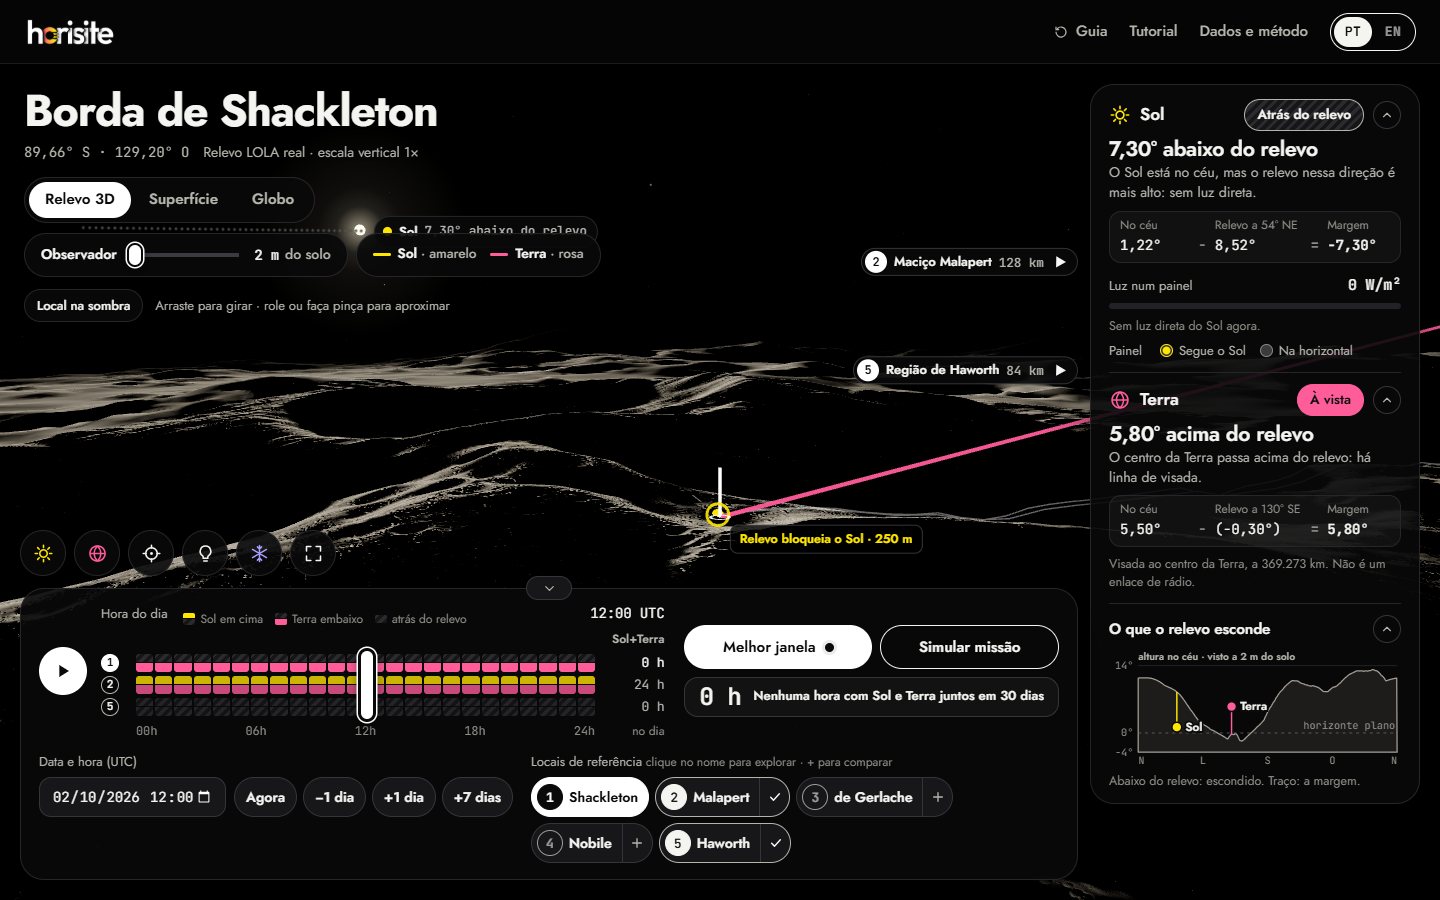 horisite
Guia
Tutorial
Dados e método
PT
EN
Borda de Shackleton
89,66° S · 129,20° O Relevo LOLA real · escala vertical 1×
Relevo 3D
Superfície
Globo
Sol 7,30° abaixo do relevo
Observador
2 m do solo
Sol · amarelo
Terra · rosa
Local na sombra
Arraste para girar · role ou faça pinça para aproximar
2 Maciço Malapert 128 km
5 Região de Haworth 84 km
Relevo bloqueia o Sol · 250 m
Sol
Atrás do relevo
7,30° abaixo do relevo
O Sol está no céu, mas o relevo nessa direção é
mais alto: sem luz direta.
No céu
Relevo a 54° NE
Margem
1,22°
- 8,52°
= -7,30°
Luz num painel
0 W/m²
Sem luz direta do Sol agora.
Painel
Segue o Sol
Na horizontal
Terra
À vista
5,80° acima do relevo
O centro da Terra passa acima do relevo: há
linha de visada.
No céu
Relevo a 130° SE
Margem
5,50°
- (-0,30°)
= 5,80°
Visada ao centro da Terra, a 369.273 km. Não é um
enlace de rádio.
O que o relevo esconde
altura no céu · visto a 2 m do solo
14°
Terra
Sol
horizonte plano
0°
-4°
N
L
S
O
N
Abaixo do relevo: escondido. Traço: a margem.
Hora do dia
Sol em cima
Terra embaixo
atrás do relevo
12:00 UTC
Sol+Terra
1
0 h
2
24 h
5
0 h
00h
06h
12h
18h
24h
no dia
Melhor janela
Simular missão
0 h Nenhuma hora com Sol e Terra juntos em 30 dias
Data e hora (UTC)
02/10/2026 12:00
Agora
−1 dia
+1 dia
+7 dias
Locais de referência clique no nome para explorar · + para comparar
1 Shackleton
2 Malapert
3 de Gerlache +
4 Nobile +
5 Haworth